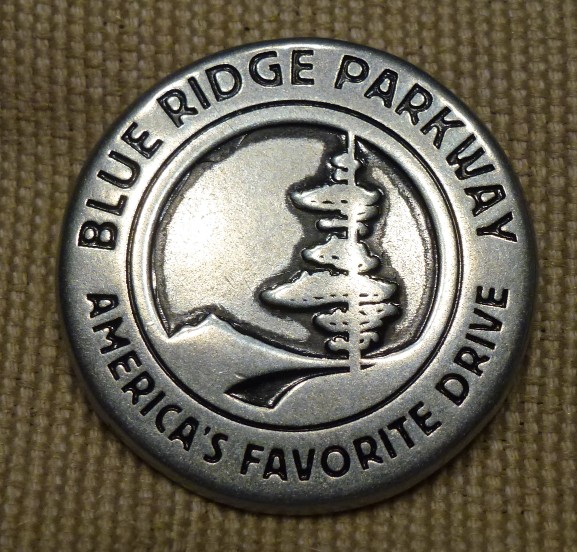 BLUE RIDGE PARKWAY
AMERICA'S FAVORITE DRIVE